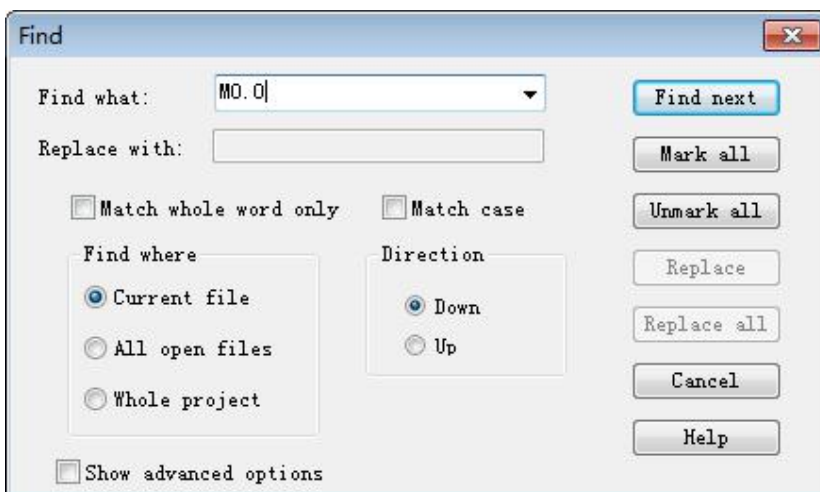 Find
Find what: M0.0
Find next
Replace with:
Mark all
Match whole word only
Match case
Unmark all
Find where
Direction
Replace
Current file
Down
Replace all
All open files
Up
Whole project
Cancel
Help
Show advanced options